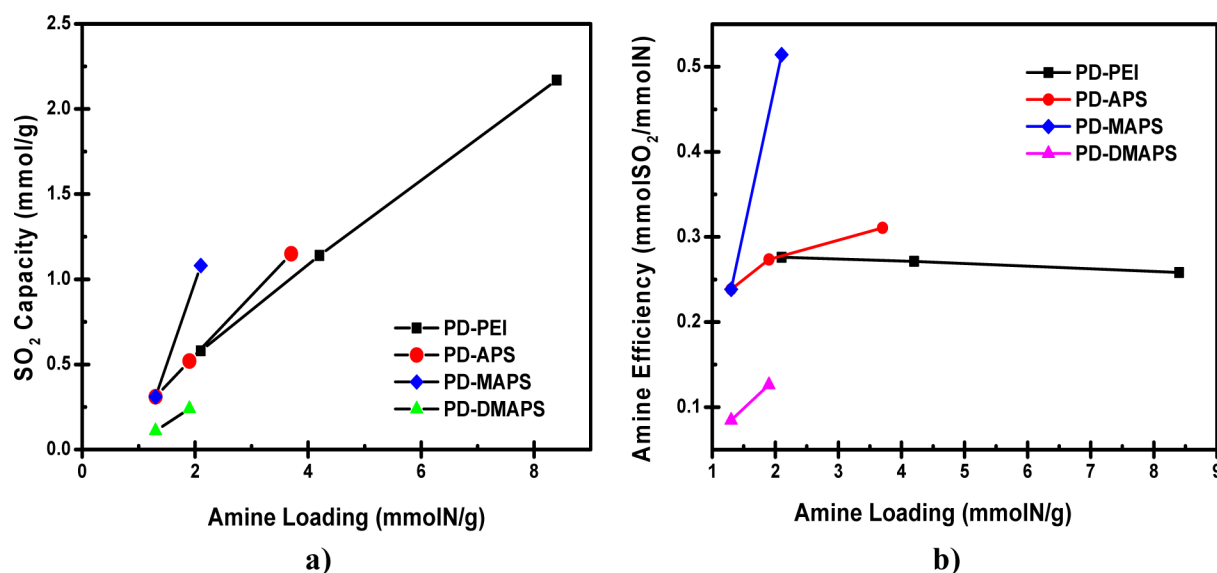 2.5
2.0
1.5
1.0
0.5
0.0
SO₂ Capacity (mmol/g)
PD-PEI
PD-APS
PD-MAPS
PD-DMAPS
0 2 4 6 8
Amine Loading (mmolN/g)
a)
0.5
0.4
0.3
0.2
0.1
Amine Efficiency (mmolSO₂/mmolN)
PD-PEI
PD-APS
PD-MAPS
PD-DMAPS
1 2 3 4 5 6 7 8 9
Amine Loading (mmolN/g)
b)